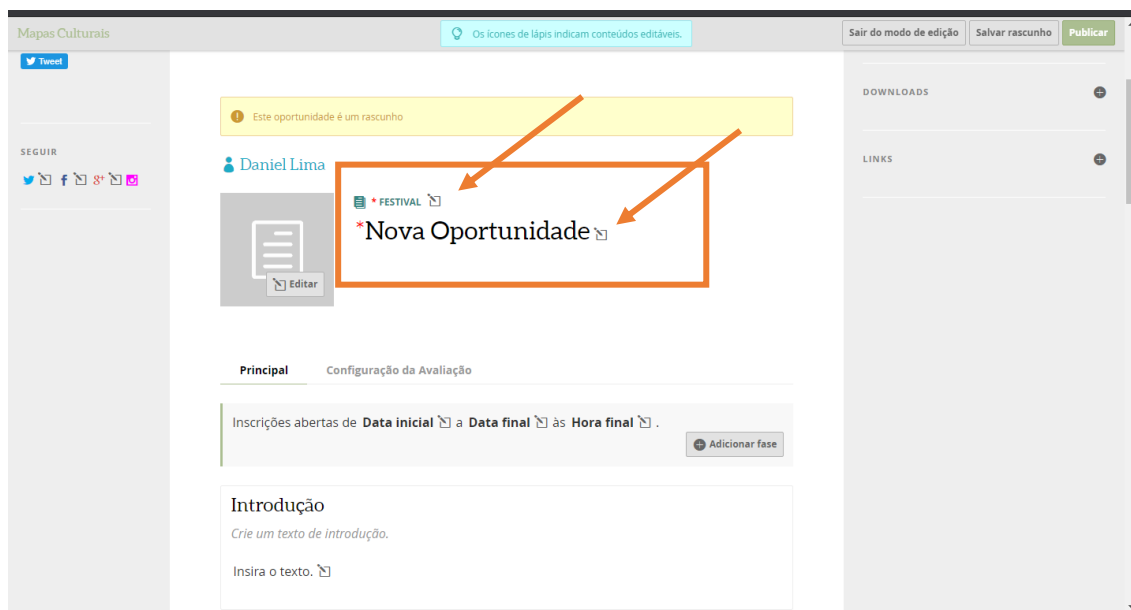 Mapas Culturais
Os ícones de lápis indicam conteúdos editáveis.
Sair do modo de edição
Salvar rascunho
Publicar
Tweet
SEGUIR
Este oportunidade é um rascunho
Daniel Lima
* FESTIVAL
*Nova Oportunidade
Editar
Principal
Configuração da Avaliação
Inscrições abertas de Data inicial a Data final às Hora final .
Adicionar fase
Introdução
Crie um texto de introdução.
Insira o texto.
DOWNLOADS
LINKS